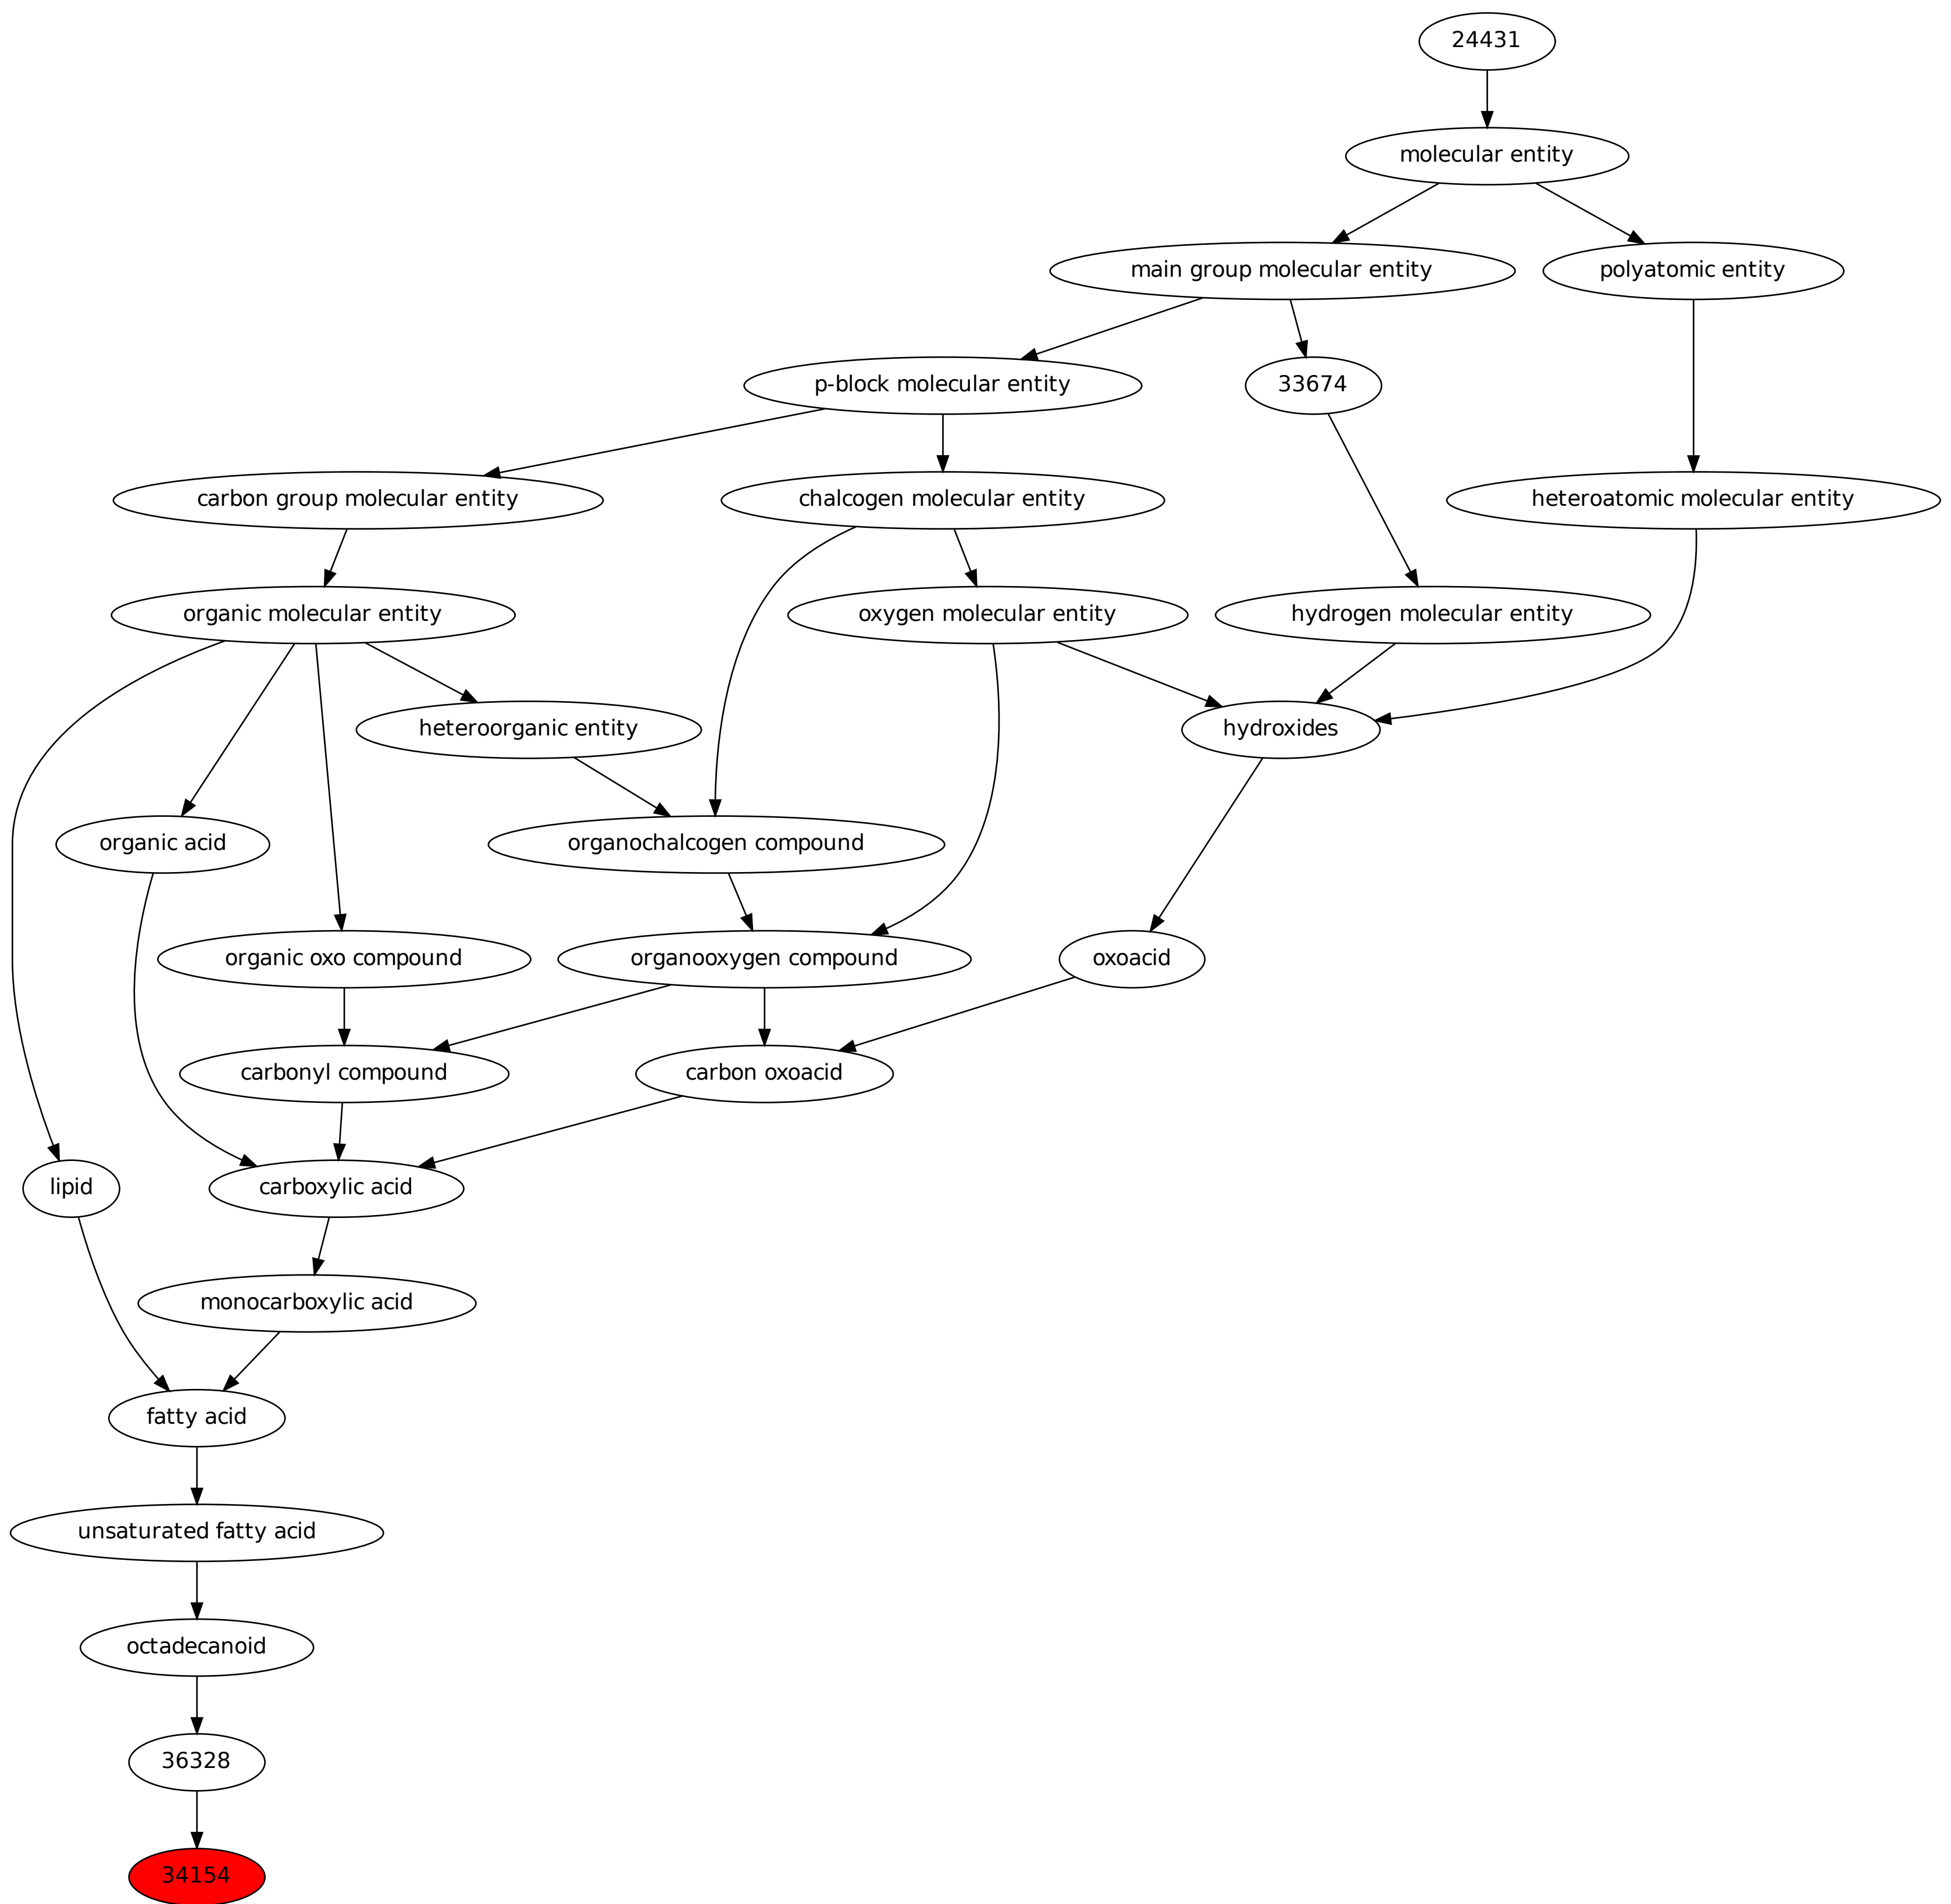 24431
molecular entity
main group molecular entity
polyatomic entity
p-block molecular entity
33674
carbon group molecular entity
chalcogen molecular entity
heteroatomic molecular entity
organic molecular entity
oxygen molecular entity
hydrogen molecular entity
heteroorganic entity
hydroxides
organic acid
organochalcogen compound
organic oxo compound
organooxygen compound
oxoacid
carbonyl compound
carbon oxoacid
lipid
carboxylic acid
monocarboxylic acid
fatty acid
unsaturated fatty acid
octadecanoid
36328
34154